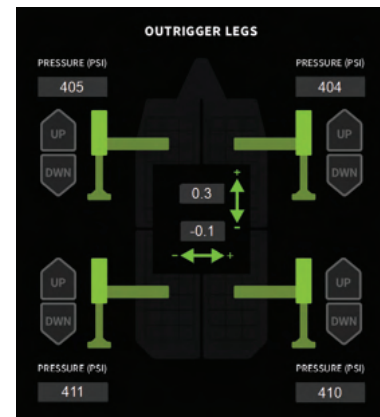 OUTRIGGER LEGS
PRESSURE (PSI) PRESSURE (PSI)
405 404
UP UP
DWN DWN
+
0.3
-
-0.1
- +
UP UP
DWN DWN
PRESSURE (PSI) PRESSURE (PSI)
411 410